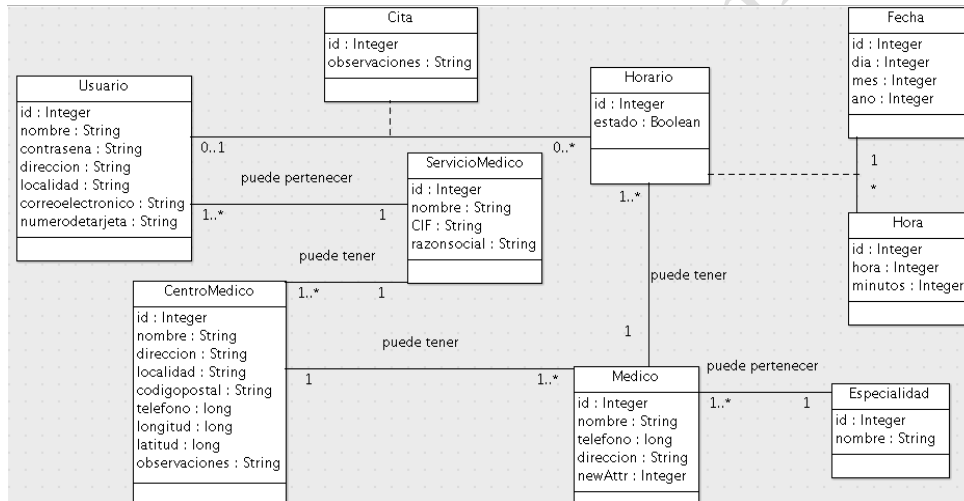 Cita
id : Integer
observaciones : String
Fecha
id : Integer
dia : Integer
mes : Integer
ano : Integer
Usuario
id : Integer
nombre : String
contrasena : String
direccion : String
localidad : String
correoelectronico : String
numerodetarjeta : String
Horario
id : Integer
estado : Boolean
0..1
0..*
puede pertenecer
1..*
1
ServicioMedico
id : Integer
nombre : String
CIF : String
razonsocial : String
1..*
1
*
Hora
id : Integer
hora : Integer
minutos : Integer
puede tener
1..*
1
CentroMedico
id : Integer
nombre : String
direccion : String
localidad : String
codigopostal : String
telefono : long
longitud : long
latitud : long
observaciones : String
puede tener
1
puede tener
1
1..*
Medico
id : Integer
nombre : String
telefono : long
direccion : String
newAttr : Integer
puede pertenecer
1..*
1
Especialidad
id : Integer
nombre : String